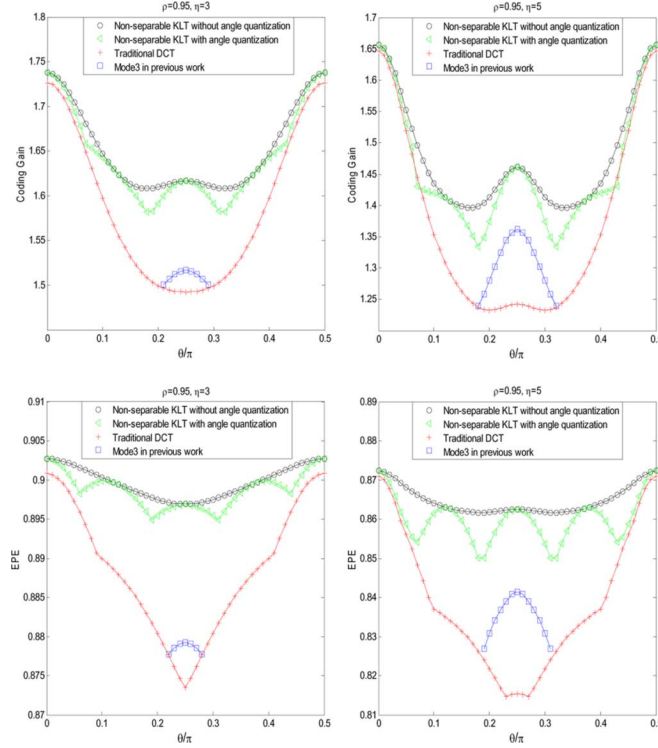 ρ=0.95, η=3
Non-separable KLT without angle quantization
Non-separable KLT with angle quantization
Traditional DCT
Mode3 in previous work
Coding Gain
1.8
1.75
1.7
1.65
1.6
1.55
1.5
0
0.1
0.2
0.3
0.4
0.5
θ/π
ρ=0.95, η=5
Non-separable KLT without angle quantization
Non-separable KLT with angle quantization
Traditional DCT
Mode3 in previous work
Coding Gain
1.7
1.65
1.6
1.55
1.5
1.45
1.4
1.35
1.3
1.25
0
0.1
0.2
0.3
0.4
0.5
θ/π
ρ=0.95, η=3
Non-separable KLT without angle quantization
Non-separable KLT with angle quantization
Traditional DCT
Mode3 in previous work
EPE
0.91
0.905
0.9
0.895
0.89
0.885
0.88
0.875
0.87
0
0.1
0.2
0.3
0.4
0.5
θ/π
ρ=0.95, η=5
Non-separable KLT without angle quantization
Non-separable KLT with angle quantization
Traditional DCT
Mode3 in previous work
EPE
0.89
0.88
0.87
0.86
0.85
0.84
0.83
0.82
0.81
0
0.1
0.2
0.3
0.4
0.5
θ/π